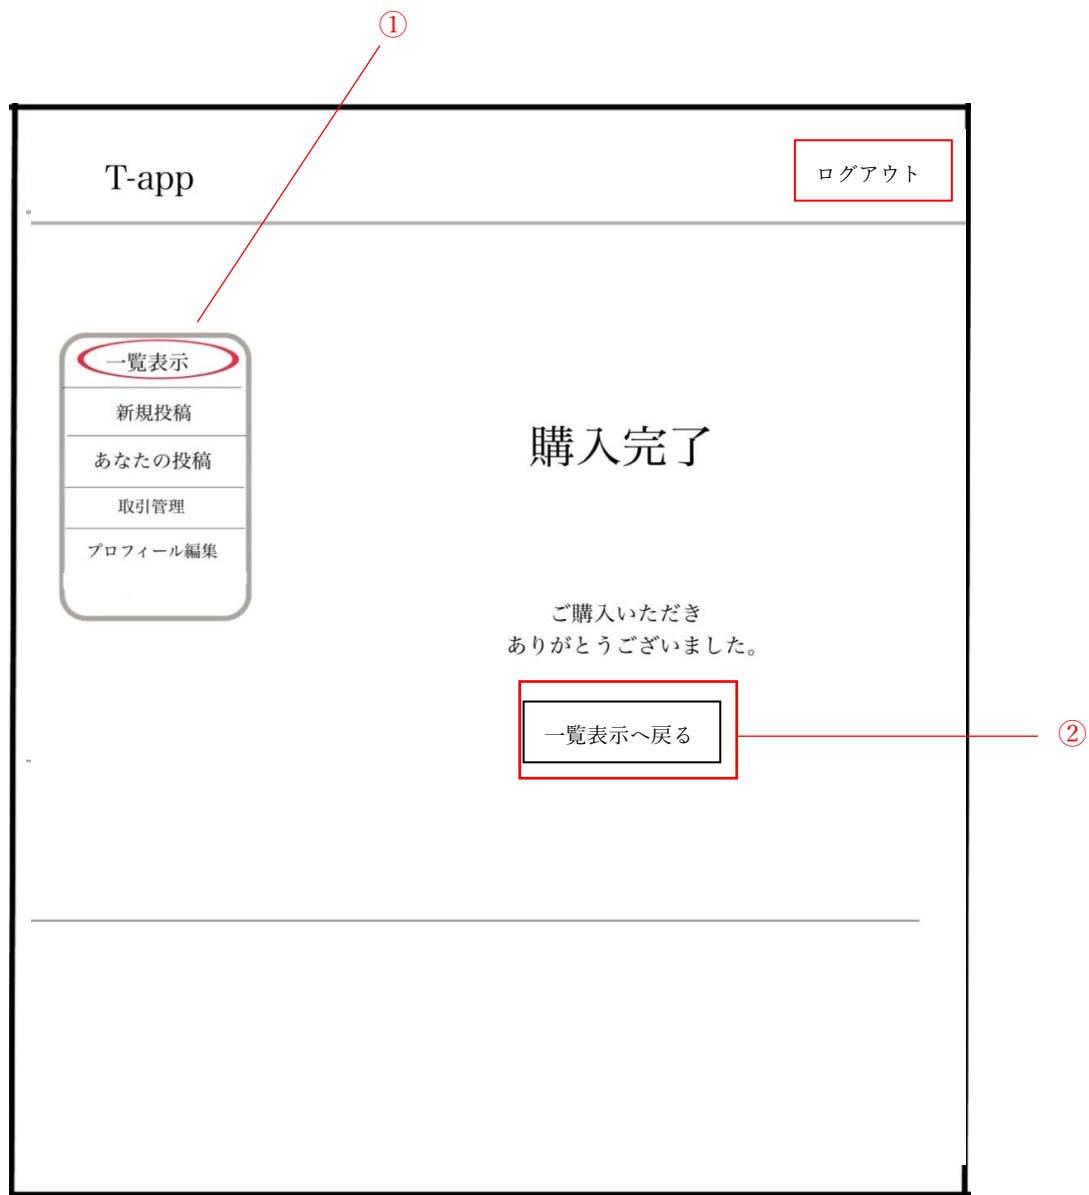 ①
T-app
ログアウト
一覧表示
新規投稿
あなたの投稿
取引管理
プロフィール編集
購入完了
ご購入いただき
ありがとうございました。
一覧表示へ戻る
②